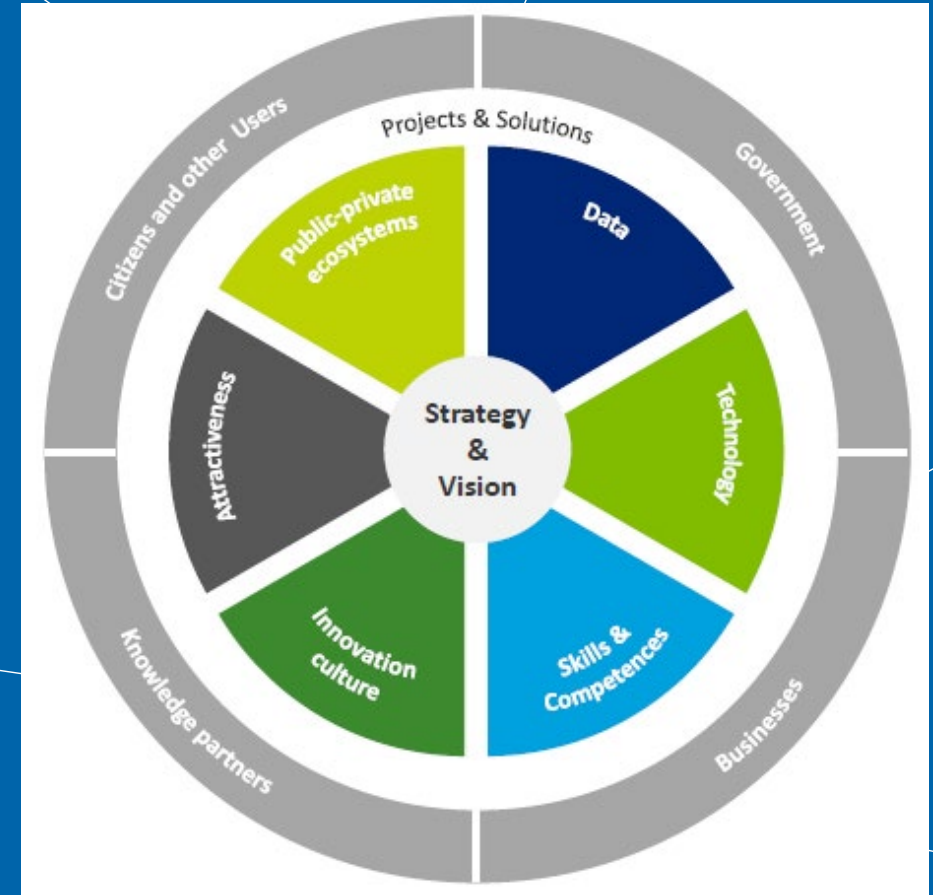 Citizens and other Users
Government
Projects & Solutions
Public-private
ecosystems
Data
Attractiveness
Strategy
&
Vision
Technology
Innovation
culture
Skills &
Competences
Knowledge partners
Businesses